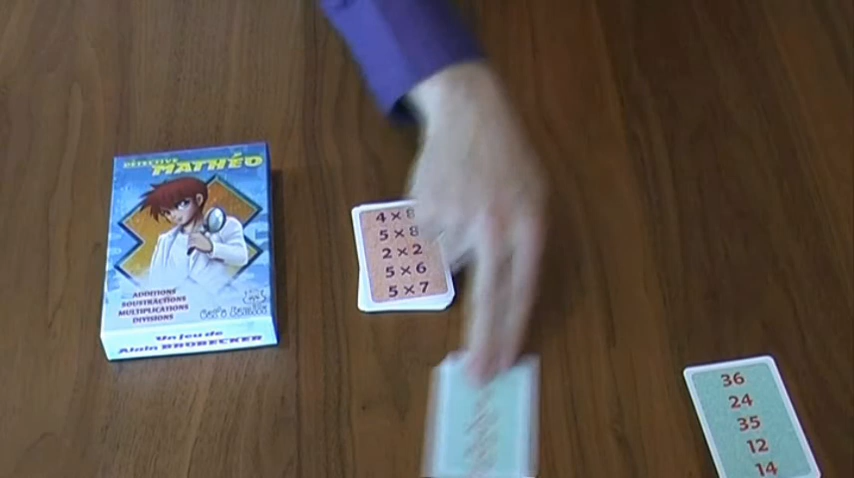 DETECTIVE
MATHÉO
ADDITIONS
SOUSTRACTIONS
MULTIPLICATIONS
DIVISIONS
Un jeu de
Alain BROBECKER
4 × 8
5 × 8
2 × 2
5 × 6
5 × 7
36
24
35
12
14